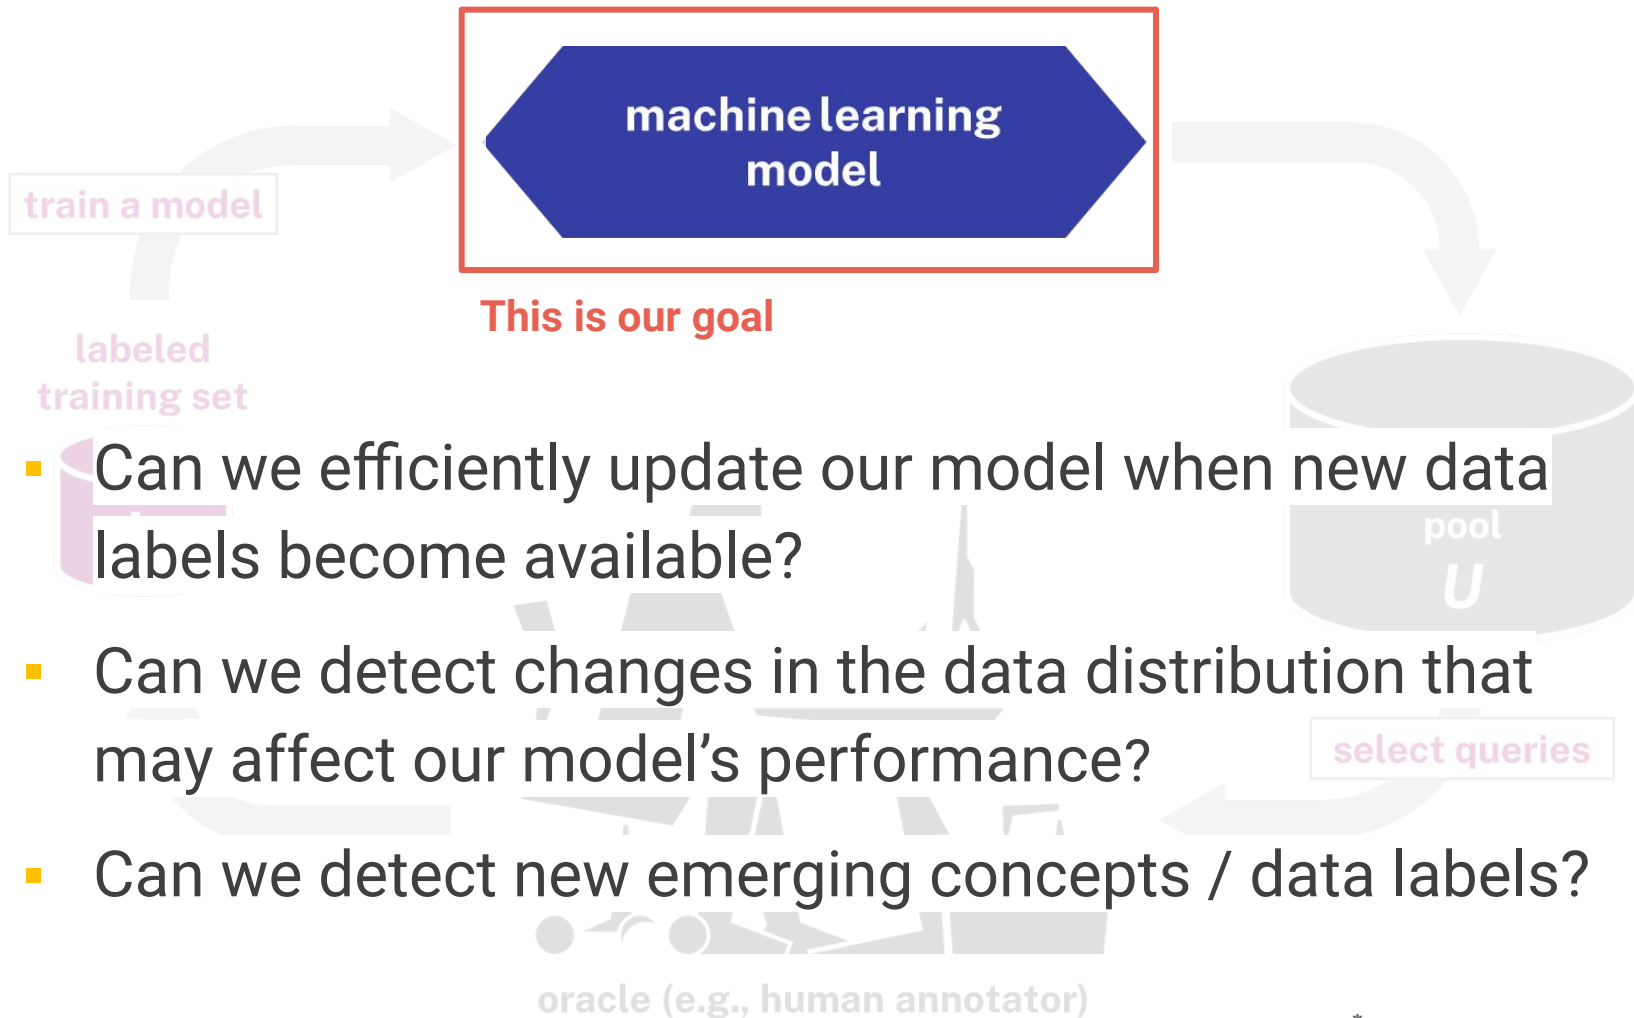 machine learning
model
train a model
This is our goal
labeled
training set
▪ Can we efficiently update our model when new data
labels become available?
pool
U
▪ Can we detect changes in the data distribution that
may affect our model’s performance?
select queries
▪ Can we detect new emerging concepts / data labels?
oracle (e.g., human annotator)